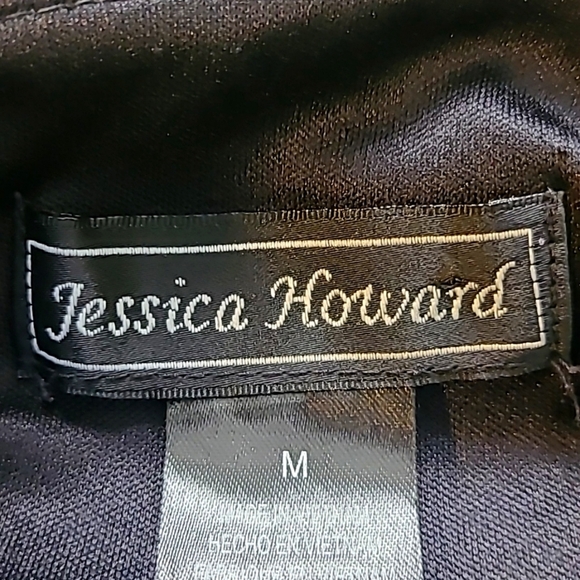 Jessica Howard
M
MADE IN VIETNAM
HECHO EN VIETNAM